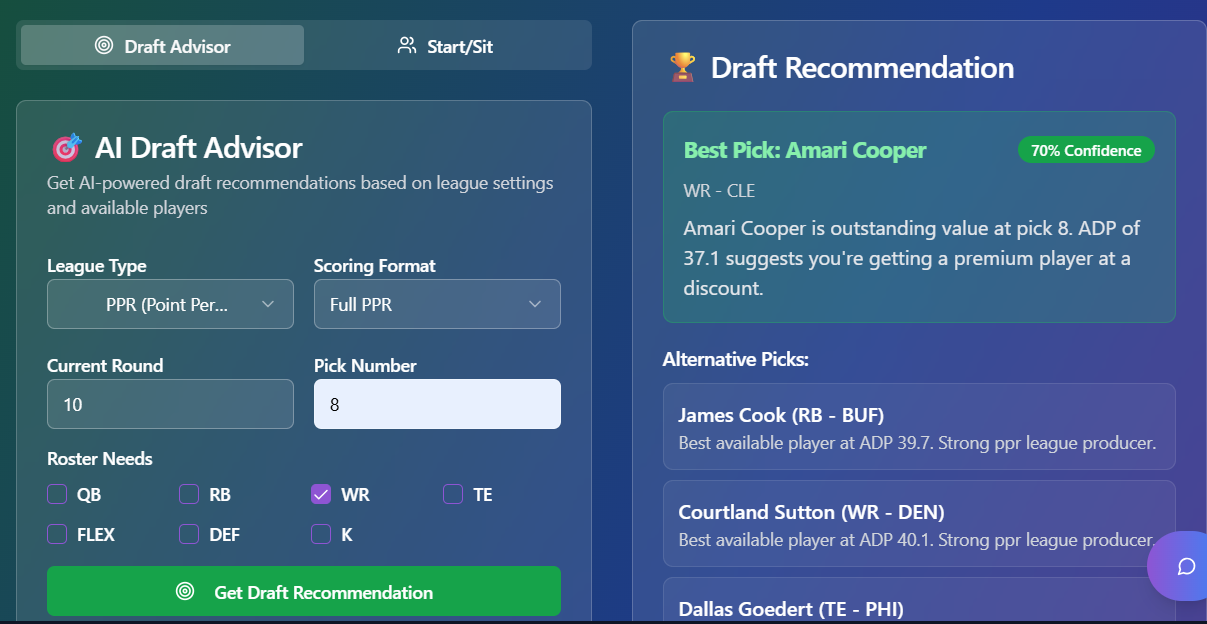 Draft Advisor
Start/Sit
AI Draft Advisor
Get AI-powered draft recommendations based on league settings
and available players
League Type
Scoring Format
PPR (Point Per...
Full PPR
Current Round
Pick Number
10
8
Roster Needs
QB
RB
WR
TE
FLEX
DEF
K
Get Draft Recommendation
Draft Recommendation
Best Pick: Amari Cooper
70% Confidence
WR - CLE
Amari Cooper is outstanding value at pick 8. ADP of
37.1 suggests you're getting a premium player at a
discount.
Alternative Picks:
James Cook (RB - BUF)
Best available player at ADP 39.7. Strong ppr league producer.
Courtland Sutton (WR - DEN)
Best available player at ADP 40.1. Strong ppr league producer.
Dallas Goedert (TE - PHI)